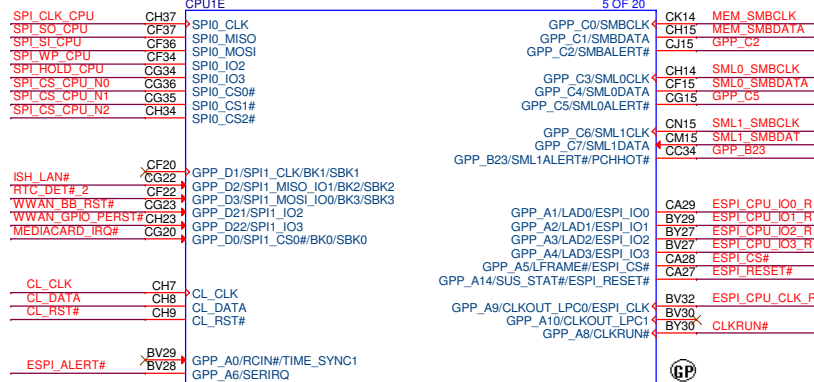 CPU1E 5 OF 20
SPI_CLK_CPU CH37 SPI0_CLK
SPI_SO_CPU CF37 SPI0_MISO
SPI_SI_CPU CF36 SPI0_MOSI
SPI_WP_CPU CF34 SPI0_IO2
SPI_HOLD_CPU CG34 SPI0_IO3
SPI_CS_CPU_N0 CG36 SPI0_CS0#
SPI_CS_CPU_N1 CG35 SPI0_CS1#
SPI_CS_CPU_N2 CH34 SPI0_CS2#
CF20 GPP_D1/SPI1_CLK/BK1/SBK1
ISH_LAN# CG22 GPP_D2/SPI1_MISO_IO1/BK2/SBK2
RTC_DET#_2 CF22 GPP_D3/SPI1_MOSI_IO0/BK3/SBK3
WWAN_BB_RST# CG23 GPP_D21/SPI1_IO2
WWAN_GPIO_PERST# CH23 GPP_D22/SPI1_IO3
MEDIACARD_IRQ# CG20 GPP_D0/SPI1_CS0#/BK0/SBK0
CL_CLK CH7 CL_CLK
CL_DATA CH8 CL_DATA
CL_RST# CH9 CL_RST#
BV29 GPP_A0/RCIN#/TIME_SYNC1
ESPI_ALERT# BV28 GPP_A6/SERIRQ
GPP_C0/SMBCLK CK14 MEM_SMBCLK
GPP_C1/SMBDATA CH15 MEM_SMBDATA
GPP_C2/SMBALERT# CJ15 GPP_C2
GPP_C3/SML0CLK CH14 SML0_SMBCLK
GPP_C4/SML0DATA CF15 SML0_SMBDATA
GPP_C5/SML0ALERT# CG15 GPP_C5
GPP_C6/SML1CLK CN15 SML1_SMBCLK
GPP_C7/SML1DATA CM15 SML1_SMBDAT
GPP_B23/SML1ALERT#/PCHHOT# CC34 GPP_B23
GPP_A1/LAD0/ESPI_IO0 CA29 ESPI_CPU_IO0_R
GPP_A2/LAD1/ESPI_IO1 BY29 ESPI_CPU_IO1_R
GPP_A3/LAD2/ESPI_IO2 BY27 ESPI_CPU_IO2_R
GPP_A4/LAD3/ESPI_IO3 BV27 ESPI_CPU_IO3_R
GPP_A5/LFRAME#/ESPI_CS# CA28 ESPI_CS#
GPP_A14/SUS_STAT#/ESPI_RESET# CA27 ESPI_RESET#
GPP_A9/CLKOUT_LPC0/ESPI_CLK BV32 ESPI_CPU_CLK_R
GPP_A10/CLKOUT_LPC1 BV30
GPP_A8/CLKRUN# BY30 CLKRUN#
GP